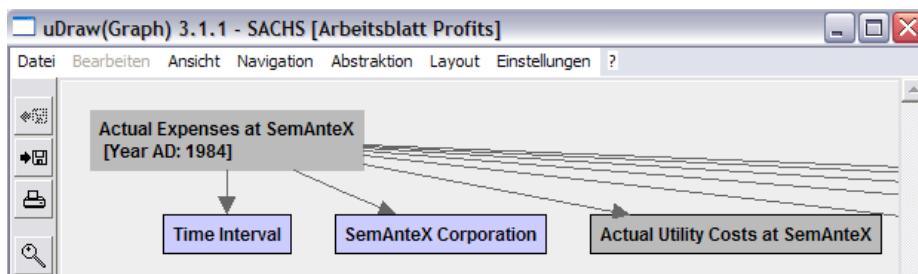 uDraw(Graph) 3.1.1 - SACHS [Arbeitsblatt Profits]
Datei Bearbeiten Ansicht Navigation Abstraktion Layout Einstellungen ?
Actual Expenses at SemAnteX
[Year AD: 1984]
Time Interval
SemAnteX Corporation
Actual Utility Costs at SemAnteX